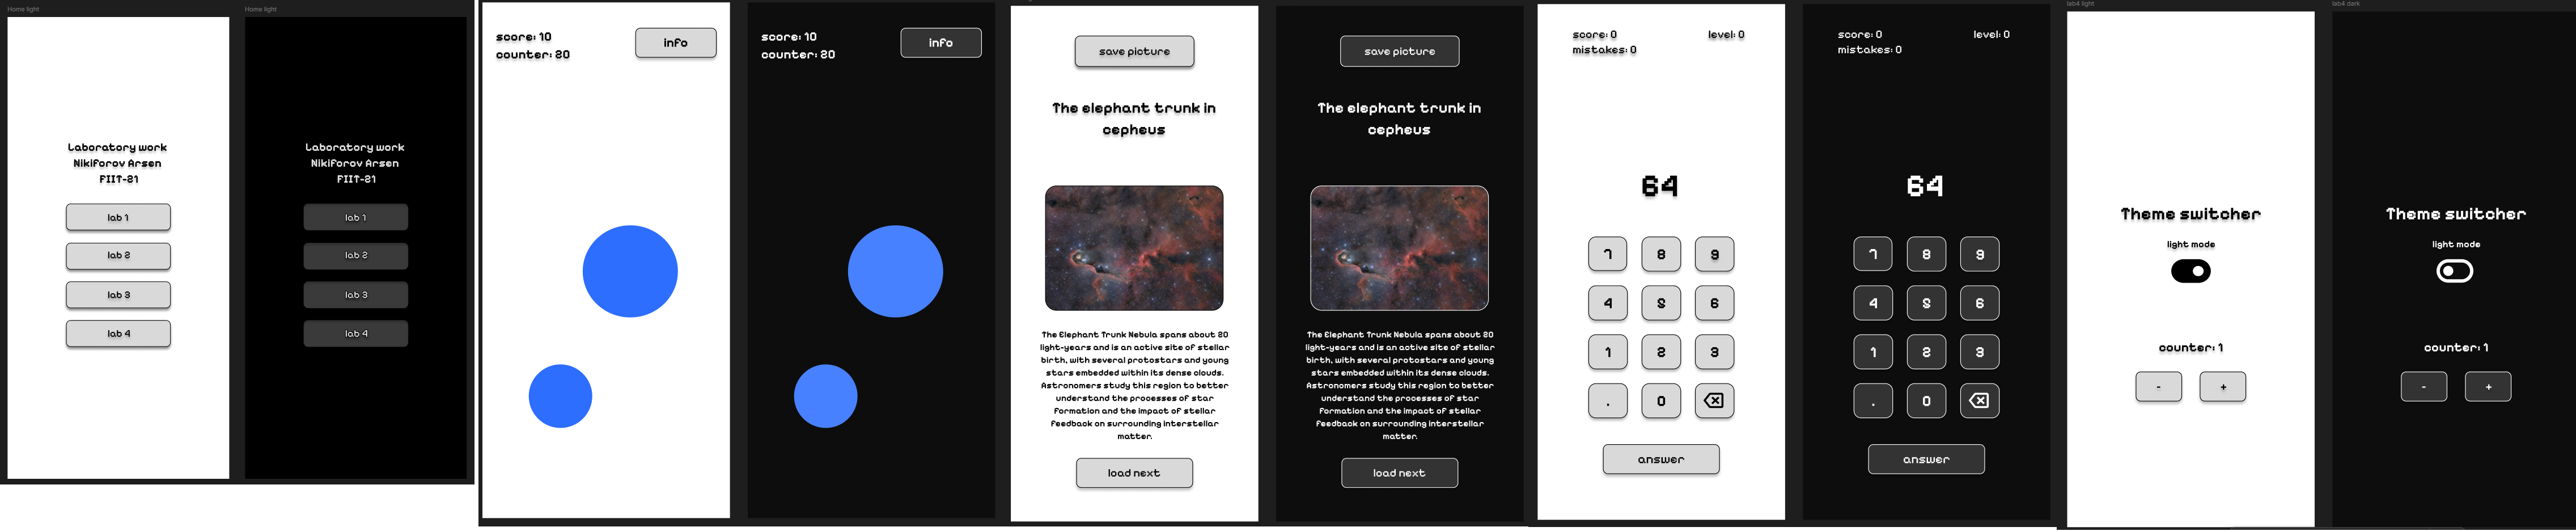 Home light
Laboratory work
Nikiforov Arsen
FIIT-21
lab 1
lab 2
lab 3
lab 4
Home light
Laboratory work
Nikiforov Arsen
FIIT-21
lab 1
lab 2
lab 3
lab 4
score: 10
counter: 20
info
score: 10
counter: 20
info
save picture
The elephant trunk in
cepheus
The Elephant Trunk Nebula spans about 20
light-years and is an active site of stellar
birth, with several protostars and young
stars embedded within its dense clouds.
Astronomers study this region to better
understand the processes of star
formation and the impact of stellar
feedback on surrounding interstellar
matter.
load next
save picture
The elephant trunk in
cepheus
The Elephant Trunk Nebula spans about 20
light-years and is an active site of stellar
birth, with several protostars and young
stars embedded within its dense clouds.
Astronomers study this region to better
understand the processes of star
formation and the impact of stellar
feedback on surrounding interstellar
matter.
load next
score: 0
mistakes: 0
level: 0
64
7 8 9
4 5 6
1 2 3
. 0
answer
score: 0
mistakes: 0
level: 0
64
7 8 9
4 5 6
1 2 3
. 0
answer
lab4 light
Theme switcher
light mode
counter: 1
- +
lab4 dark
Theme switcher
light mode
counter: 1
- +